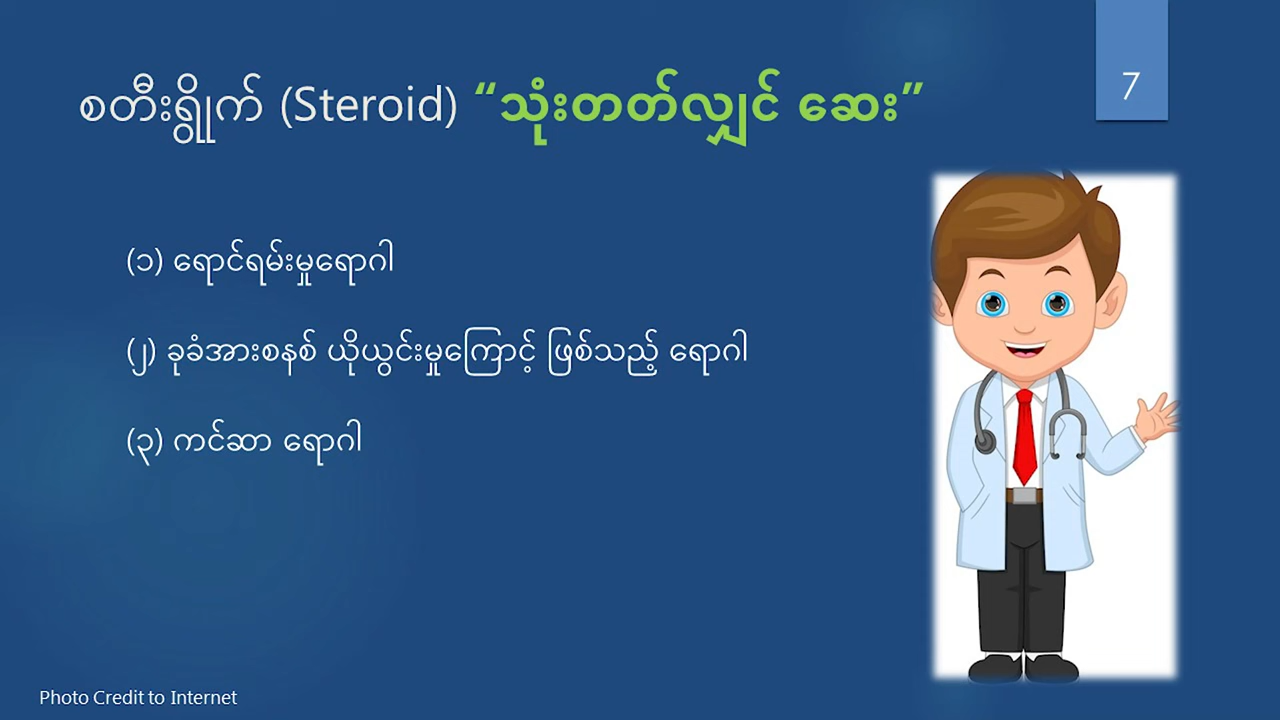 စတီးရွိုက် (Steroid) “သုံးတတ်လျှင် ဆေး”
7
(၁) ရောင်ရမ်းမှုရောဂါ
(၂) ခုခံအားစနစ် ယိုယွင်းမှုကြောင့် ဖြစ်သည့် ရောဂါ
(၃) ကင်ဆာ ရောဂါ
Photo Credit to Internet